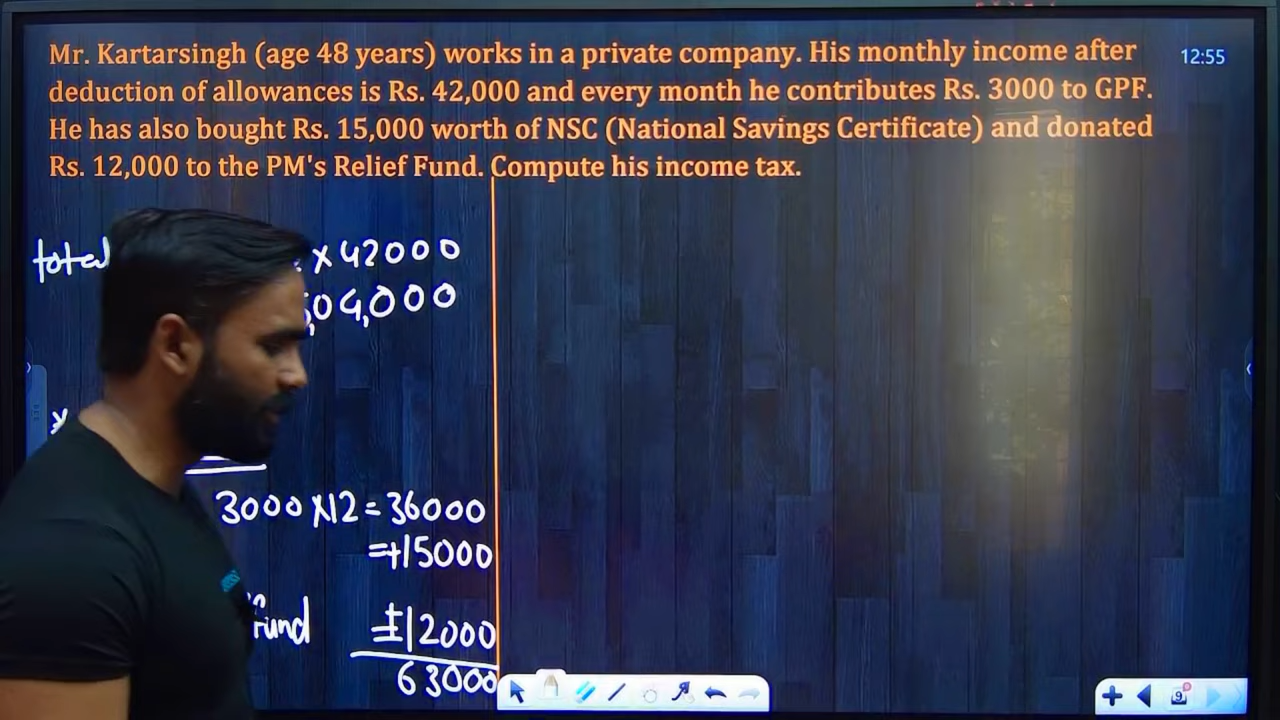 Mr. Kartarsingh (age 48 years) works in a private company. His monthly income after
12:55
deduction of allowances is Rs. 42,000 and every month he contributes Rs. 3000 to GPF.
He has also bought Rs. 15,000 worth of NSC (National Savings Certificate) and donated
Rs. 12,000 to the PM's Relief Fund. Compute his income tax.
total × 42000
04,000
3000 × 12 = 36000
= +15000
fund ± 12000
63000